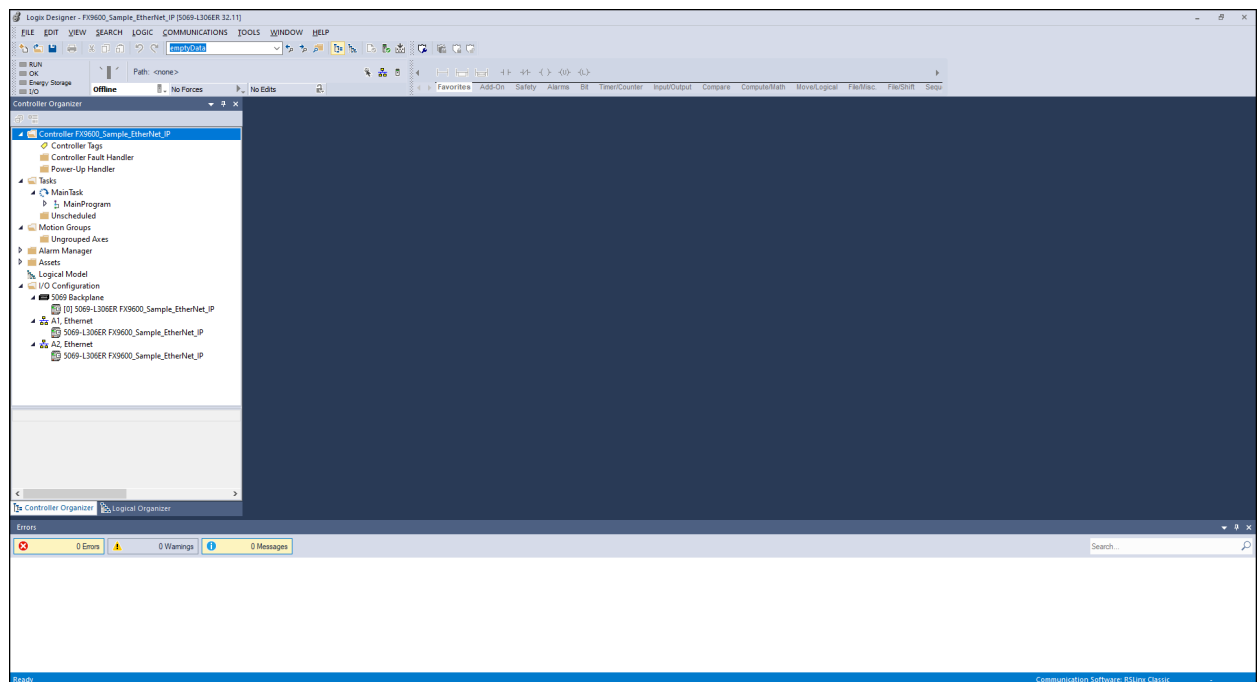 Logix Designer - FX9600_Sample_EtherNet_IP [5069-L306ER 32.11]
FILE EDIT VIEW SEARCH LOGIC COMMUNICATIONS TOOLS WINDOW HELP
emptyData
RUN
OK
Energy Storage
I/O
Path: <none>
Offline
No Forces
No Edits
Favorites Add-On Safety Alarms Bit Timer/Counter Input/Output Compare Compute/Math Move/Logical File/Misc. File/Shift Sequ
Controller Organizer
Controller FX9600_Sample_EtherNet_IP
Controller Tags
Controller Fault Handler
Power-Up Handler
Tasks
MainTask
MainProgram
Unscheduled
Motion Groups
Ungrouped Axes
Alarm Manager
Assets
Logical Model
I/O Configuration
5069 Backplane
[0] 5069-L306ER FX9600_Sample_EtherNet_IP
A1, Ethernet
5069-L306ER FX9600_Sample_EtherNet_IP
A2, Ethernet
5069-L306ER FX9600_Sample_EtherNet_IP
Controller Organizer
Logical Organizer
Errors
0 Errors
0 Warnings
0 Messages
Search...
Ready
Communication Software: RSLinx Classic